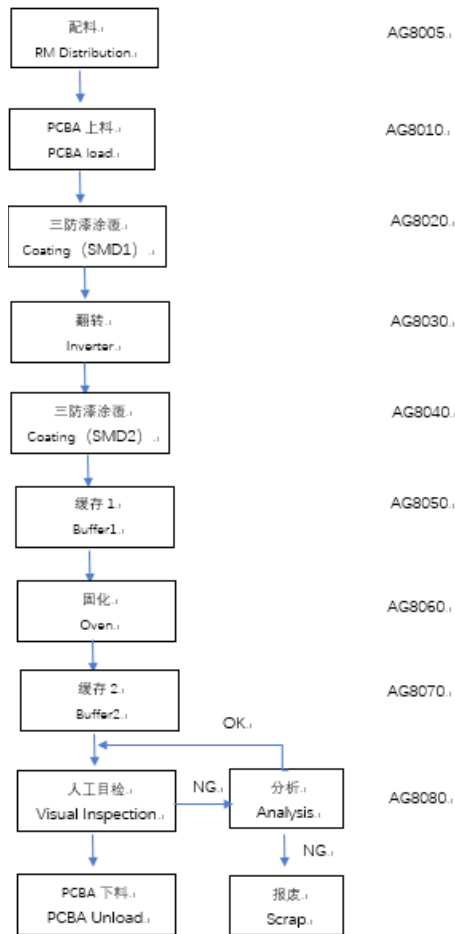 配料
RM Distribution
AG8005
PCBA 上料
PCBA load
AG8010
三防漆涂覆
Coating（SMD1）
AG8020
翻转
Inverter
AG8030
三防漆涂覆
Coating（SMD2）
AG8040
缓存 1
Buffer1
AG8050
固化
Oven
AG8060
缓存 2
Buffer2
AG8070
OK
人工目检
Visual Inspection
NG
分析
Analysis
AG8080
NG
PCBA 下料
PCBA Unload
报废
Scrap